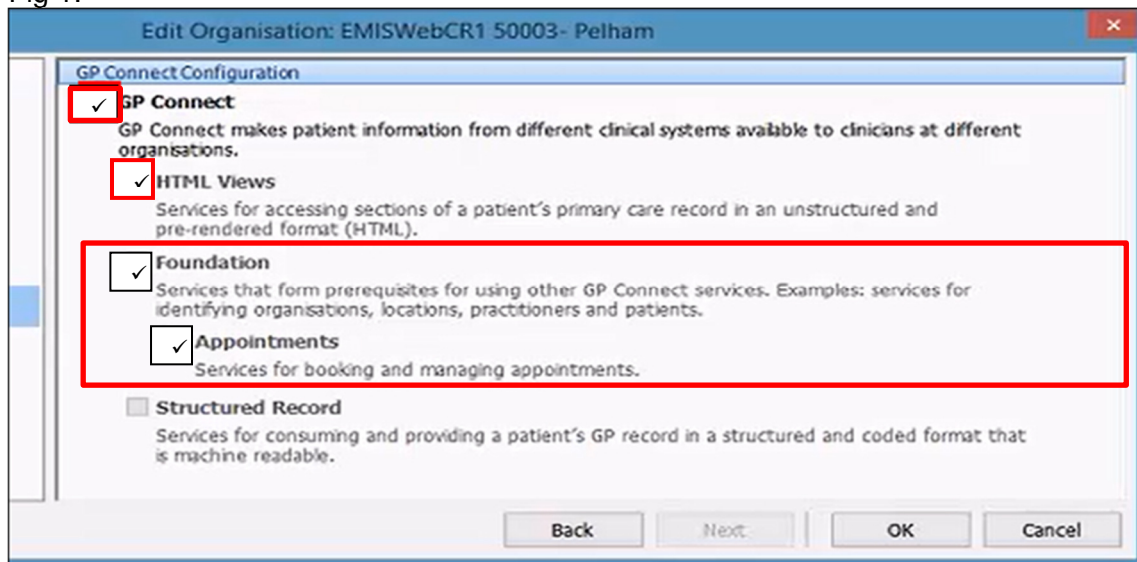 Edit Organisation: EMISWebCR1 50003- Pelham
GP Connect Configuration
GP Connect
GP Connect makes patient information from different clinical systems available to clinicians at different
organisations.
HTML Views
Services for accessing sections of a patient's primary care record in an unstructured and
pre-rendered format (HTML).
Foundation
Services that form prerequisites for using other GP Connect services. Examples: services for
identifying organisations, locations, practitioners and patients.
Appointments
Services for booking and managing appointments.
Structured Record
Services for consuming and providing a patient's GP record in a structured and coded format that
is machine readable.
Back Next OK Cancel